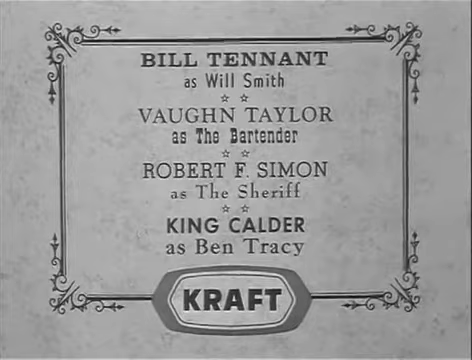 BILL TENNANT
as Will Smith
☆ ☆
VAUGHN TAYLOR
as The Bartender
☆ ☆
ROBERT F. SIMON
as The Sheriff
☆ ☆
KING CALDER
as Ben Tracy
KRAFT